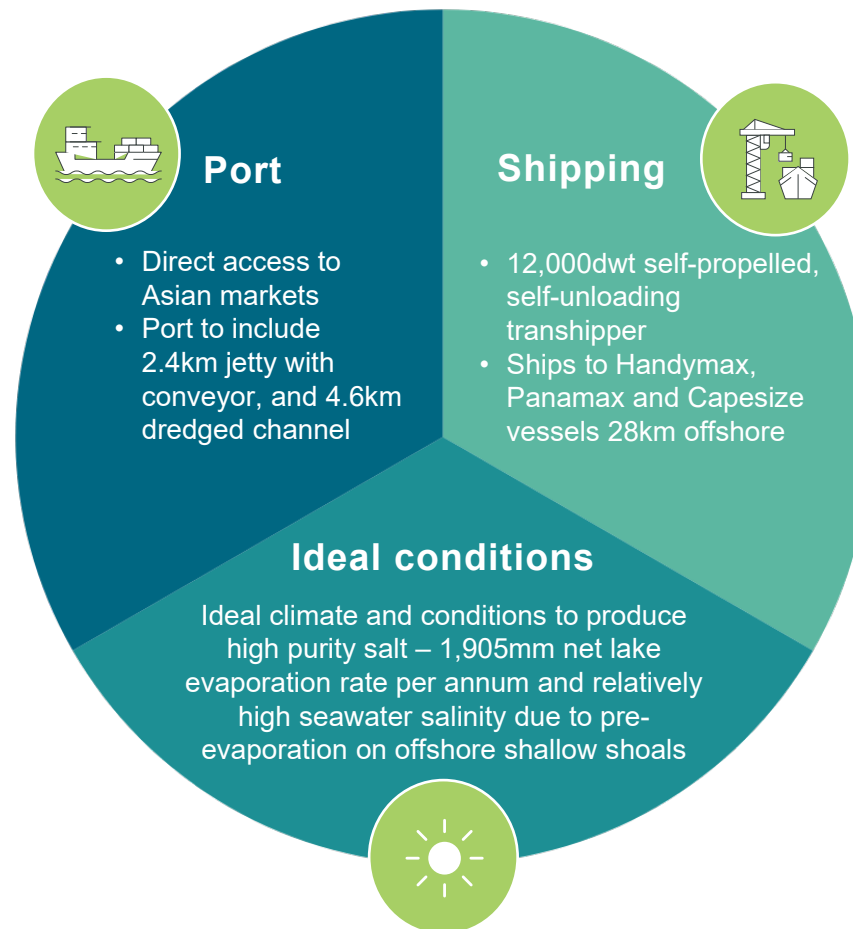 Port
• Direct access to
Asian markets
• Port to include
2.4km jetty with
conveyor, and 4.6km
dredged channel
Shipping
• 12,000dwt self-propelled,
self-unloading
transhipper
• Ships to Handymax,
Panamax and Capesize
vessels 28km offshore
Ideal conditions
Ideal climate and conditions to produce
high purity salt – 1,905mm net lake
evaporation rate per annum and relatively
high seawater salinity due to pre-
evaporation on offshore shallow shoals